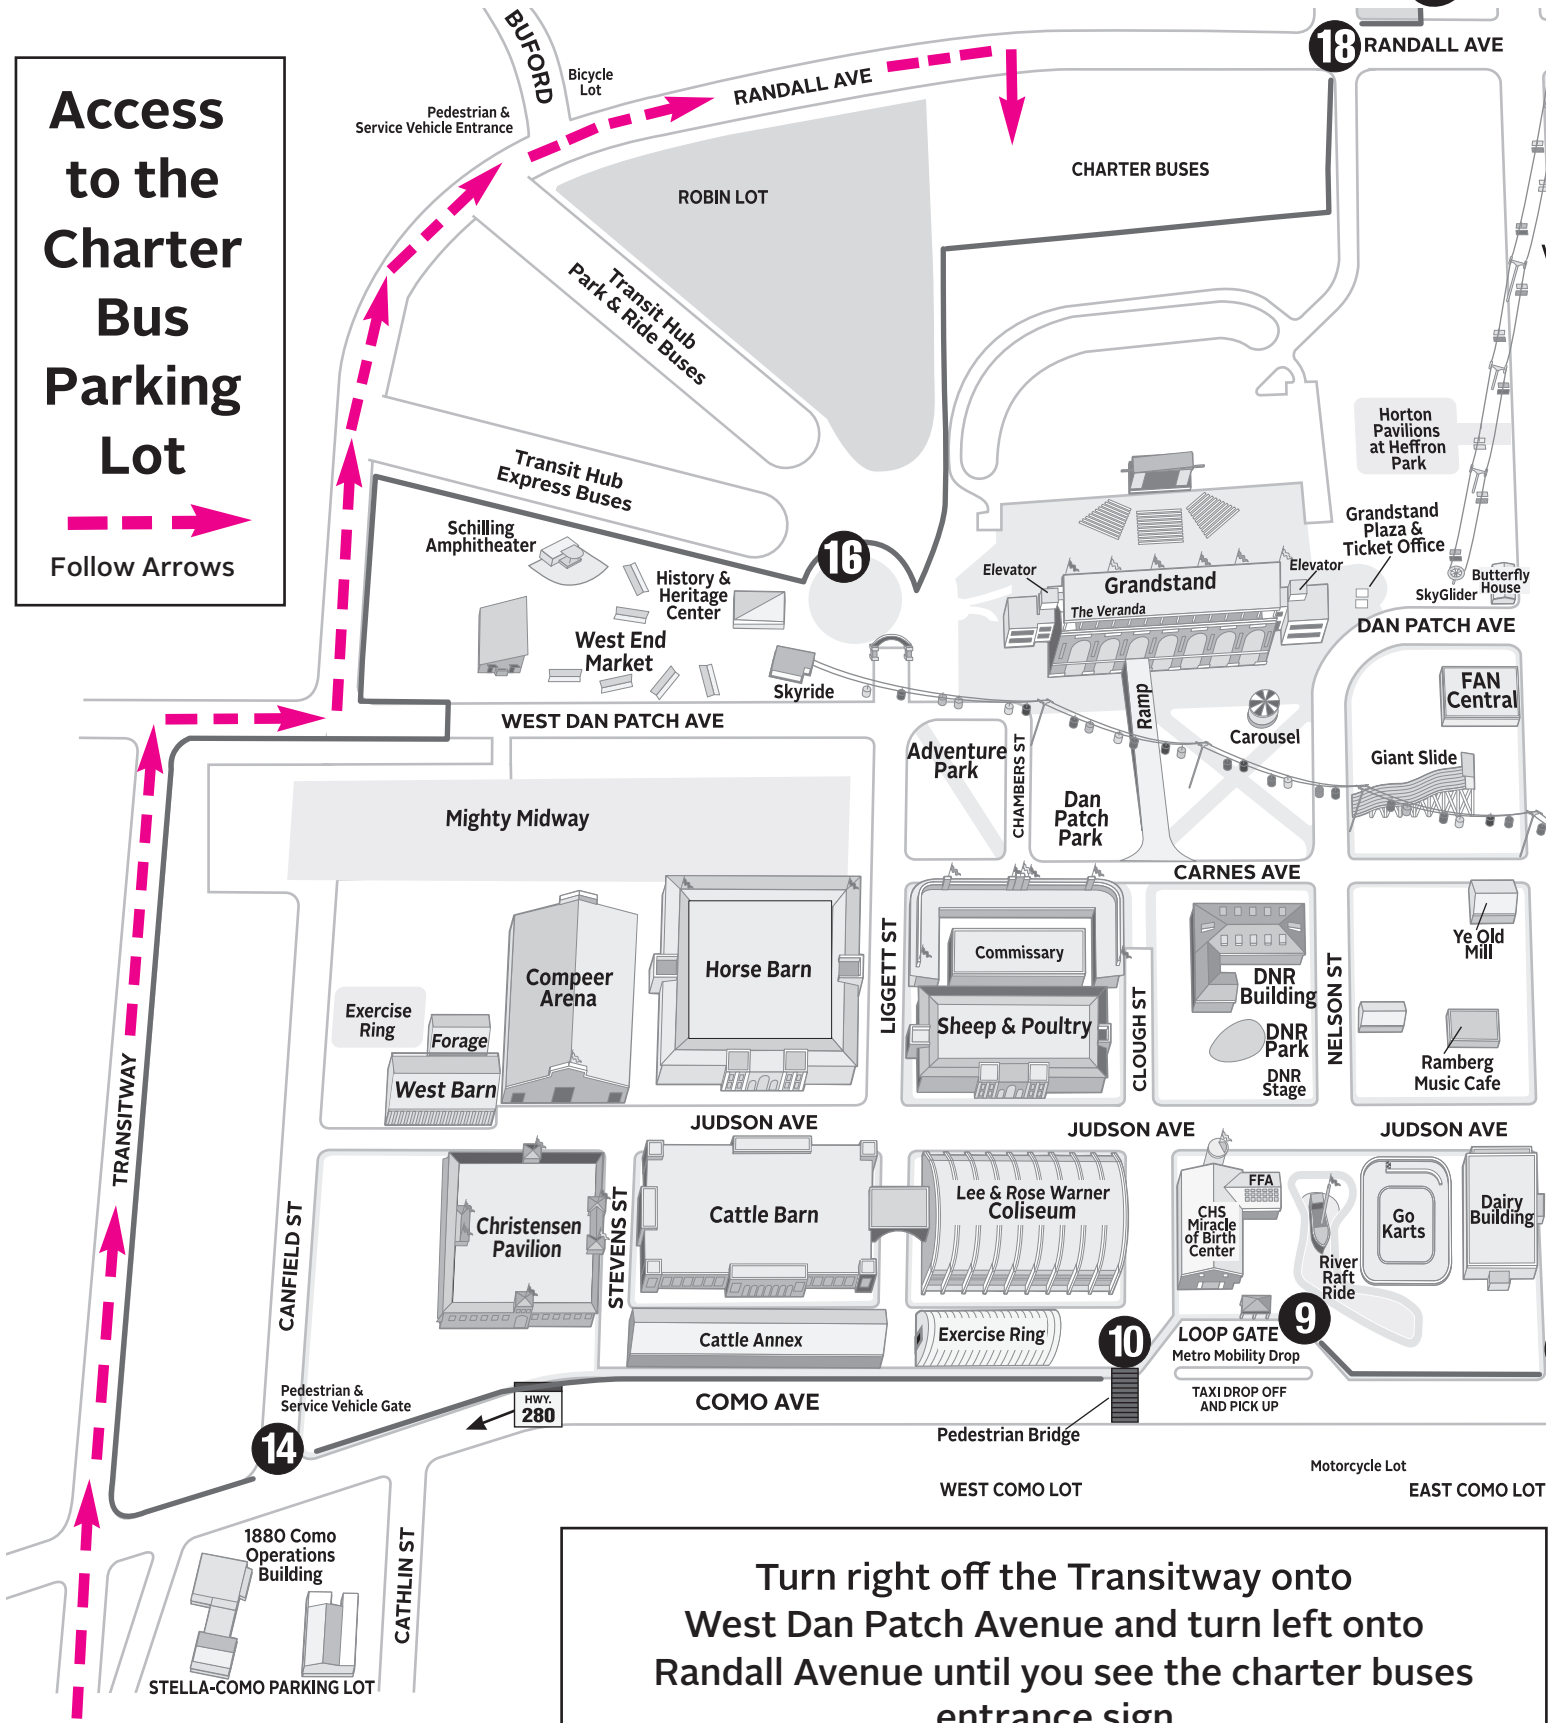 Access
to the
Charter
Bus
Parking
Lot
Follow Arrows
BUFORD
Bicycle
Lot
Pedestrian &
Service Vehicle Entrance
RANDALL AVE
18
RANDALL AVE
CHARTER BUSES
ROBIN LOT
Transit Hub
Park & Ride Buses
Transit Hub
Express Buses
Horton
Pavilions
at Heffron
Park
Schilling
Amphitheater
16
History &
Heritage
Center
West End
Market
Skyride
Elevator
Grandstand
The Veranda
Elevator
Grandstand
Plaza &
Ticket Office
SkyGlider
Butterfly
House
DAN PATCH AVE
FAN
Central
WEST DAN PATCH AVE
Ramp
Carousel
Adventure
Park
CHAMBERS ST
Dan
Patch
Park
Giant Slide
Mighty Midway
CARNES AVE
Compeer
Arena
Horse Barn
LIGGETT ST
Commissary
Sheep & Poultry
CLOUGH ST
DNR
Building
DNR
Park
DNR
Stage
NELSON ST
Ye Old
Mill
Ramberg
Music Cafe
Exercise
Ring
Forage
West Barn
TRANSITWAY
JUDSON AVE
JUDSON AVE
JUDSON AVE
CANFIELD ST
Christensen
Pavilion
STEVENS ST
Cattle Barn
Lee & Rose Warner
Coliseum
FFA
CHS
Miracle
of Birth
Center
River
Raft
Ride
Go
Karts
Dairy
Building
Cattle Annex
Exercise Ring
10
LOOP GATE
9
Metro Mobility Drop
TAXI DROP OFF
AND PICK UP
Pedestrian &
Service Vehicle Gate
14
HWY.
280
COMO AVE
Pedestrian Bridge
WEST COMO LOT
Motorcycle Lot
EAST COMO LOT
1880 Como
Operations
Building
CATHLIN ST
STELLA-COMO PARKING LOT
Turn right off the Transitway onto
West Dan Patch Avenue and turn left onto
Randall Avenue until you see the charter buses
entrance sign